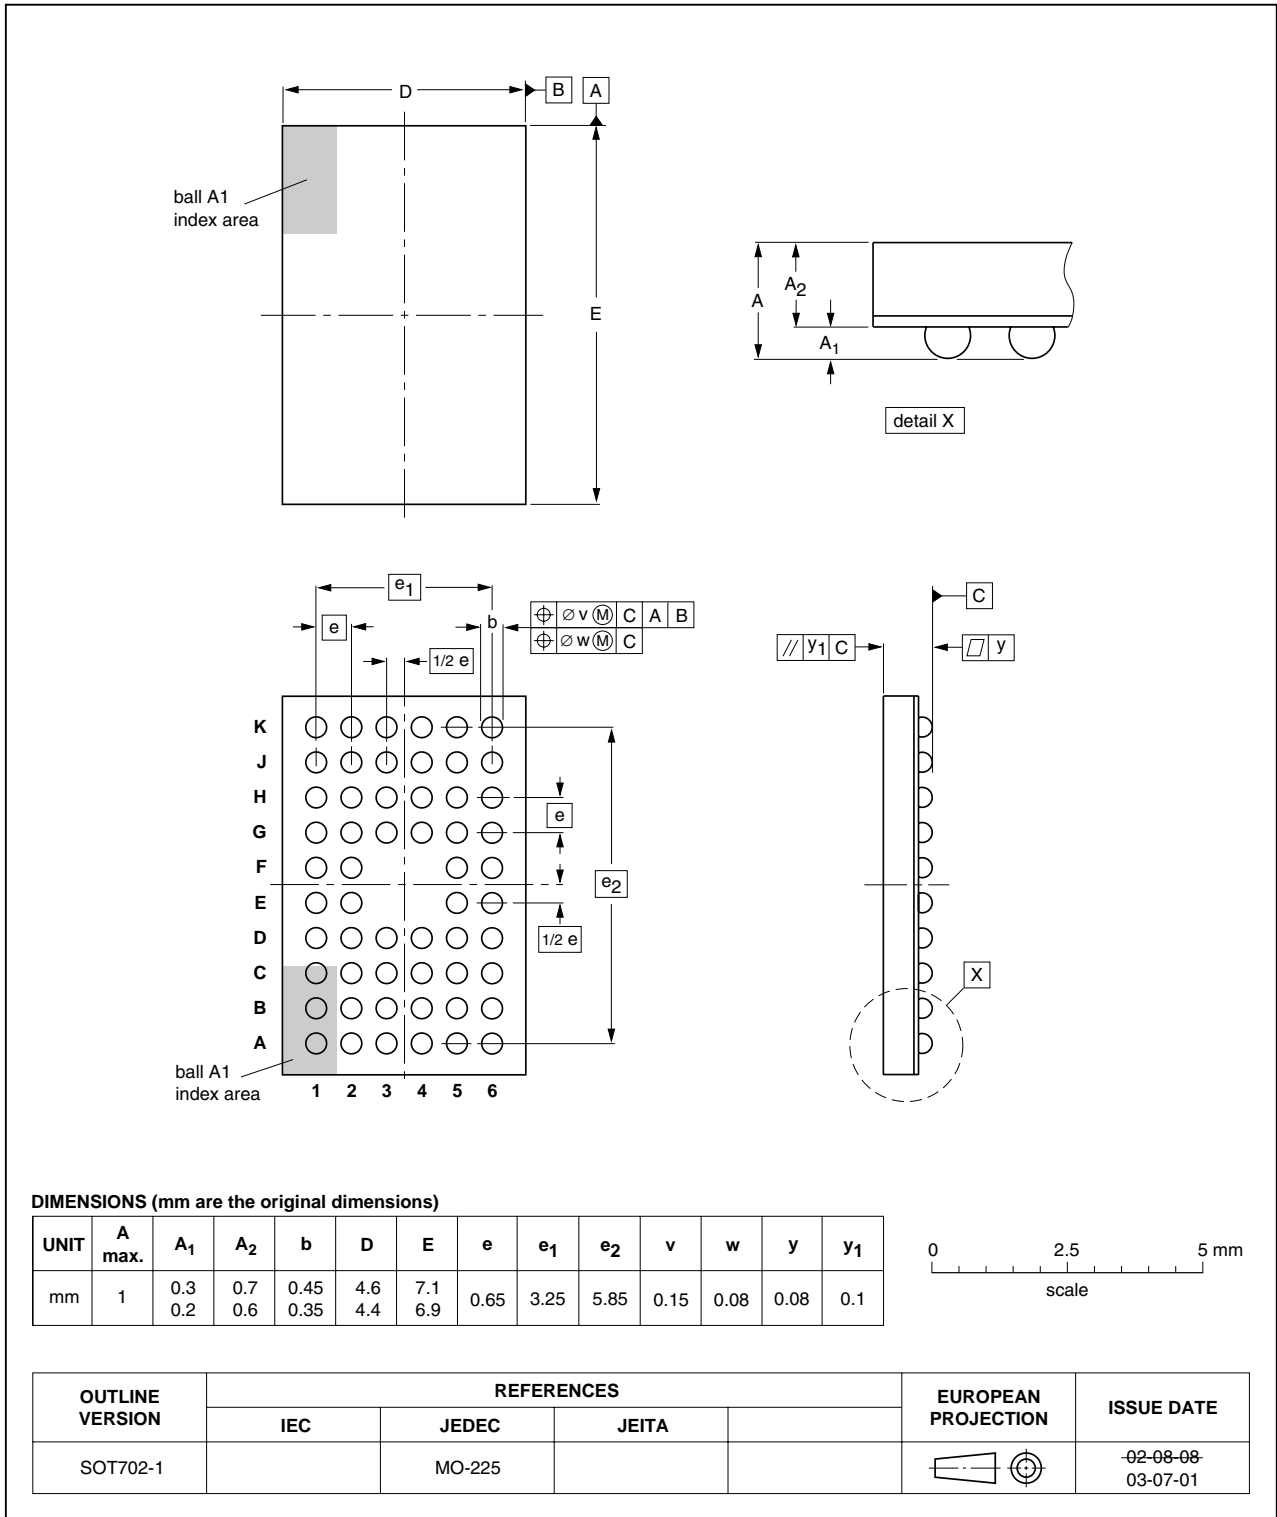 D
B
A
ball A1
index area
E
A
A2
A1
detail X
e1
e
b
⌀ v Ⓜ C A B
⌀ w Ⓜ C
1/2 e
C
// y1 C
y
K
J
H
G
F
E
D
C
B
A
e
e2
1/2 e
X
ball A1
index area
1 2 3 4 5 6
DIMENSIONS (mm are the original dimensions)
UNIT A max. A1 A2 b D E e e1 e2 v w y y1
mm 1 0.3 0.2 0.7 0.6 0.45 0.35 4.6 4.4 7.1 6.9 0.65 3.25 5.85 0.15 0.08 0.08 0.1
0 2.5 5 mm
scale
OUTLINE VERSION
REFERENCES
IEC JEDEC JEITA
EUROPEAN PROJECTION
ISSUE DATE
SOT702-1 MO-225
02-08-08
03-07-01